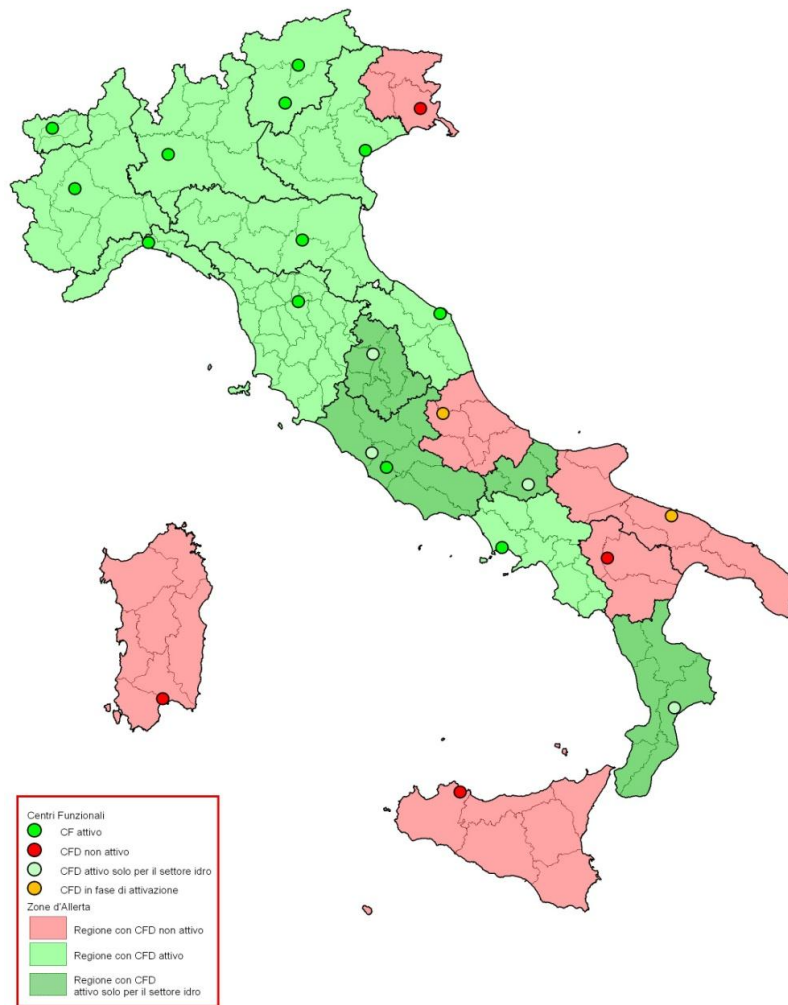 Centri Funzionali
CF attivo
CFD non attivo
CFD attivo solo per il settore idro
CFD in fase di attivazione
Zone d'Allerta
Regione con CFD non attivo
Regione con CFD attivo
Regione con CFD
attivo solo per il settore idro